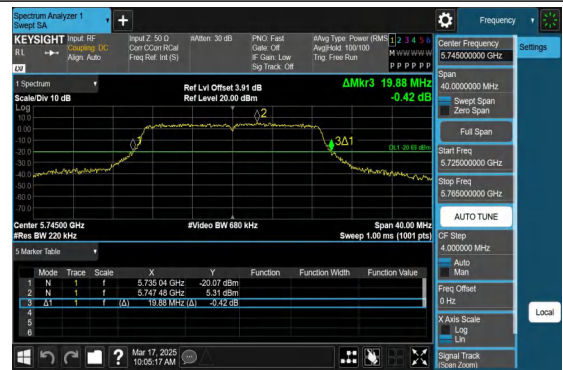 Spectrum Analyzer 1
Swept SA
Frequency
KEYSIGHT
RL
LXI
Input: RF
Coupling: DC
Align: Auto
Input Z: 50 Ω
Corr CCorr RCal
Freq Ref: Int (S)
#Atten: 30 dB
PNO: Fast
Gate: Off
IF Gain: Low
Sig Track: Off
#Avg Type: Power (RMS
Avg|Hold: 100/100
Trig: Free Run
1 2 3 4 5 6
M W W W W W
P P P P P P
1 Spectrum
Scale/Div 10 dB
Ref Lvl Offset 3.91 dB
Ref Level 20.00 dBm
ΔMkr3 19.88 MHz
-0.42 dB
Log
10.0
0.00
-10.0
-20.0
-30.0
-40.0
-50.0
-60.0
-70.0
1
2
3Δ1
DL1 -20.69 dBm
Center 5.74500 GHz
#Res BW 220 kHz
#Video BW 680 kHz
Span 40.00 MHz
Sweep 1.00 ms (1001 pts)
5 Marker Table
Mode Trace Scale X Y Function Function Width Function Value
1 N 1 f 5.735 04 GHz -20.07 dBm
2 N 1 f 5.747 48 GHz 5.31 dBm
3 Δ1 1 f (Δ) 19.88 MHz (Δ) -0.42 dB
4
5
6
Mar 17, 2025
10:05:17 AM
Center Frequency
5.745000000 GHz
Span
40.0000000 MHz
Swept Span
Zero Span
Full Span
Start Freq
5.725000000 GHz
Stop Freq
5.765000000 GHz
AUTO TUNE
CF Step
4.000000 MHz
Auto
Man
Freq Offset
0 Hz
X Axis Scale
Log
Lin
Signal Track
(Span Zoom)
Settings
Local